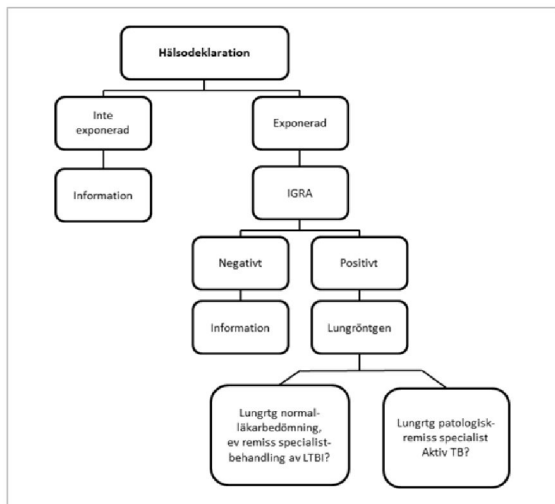 Hälsodeklaration
Inte
exponerad
Exponerad
Information
IGRA
Negativt
Positivt
Information
Lungröntgen
Lungrtg normal-
läkarbedömning,
ev remiss specialist-
behandling av LTBI?
Lungrtg patologisk-
remiss specialist
Aktiv TB?